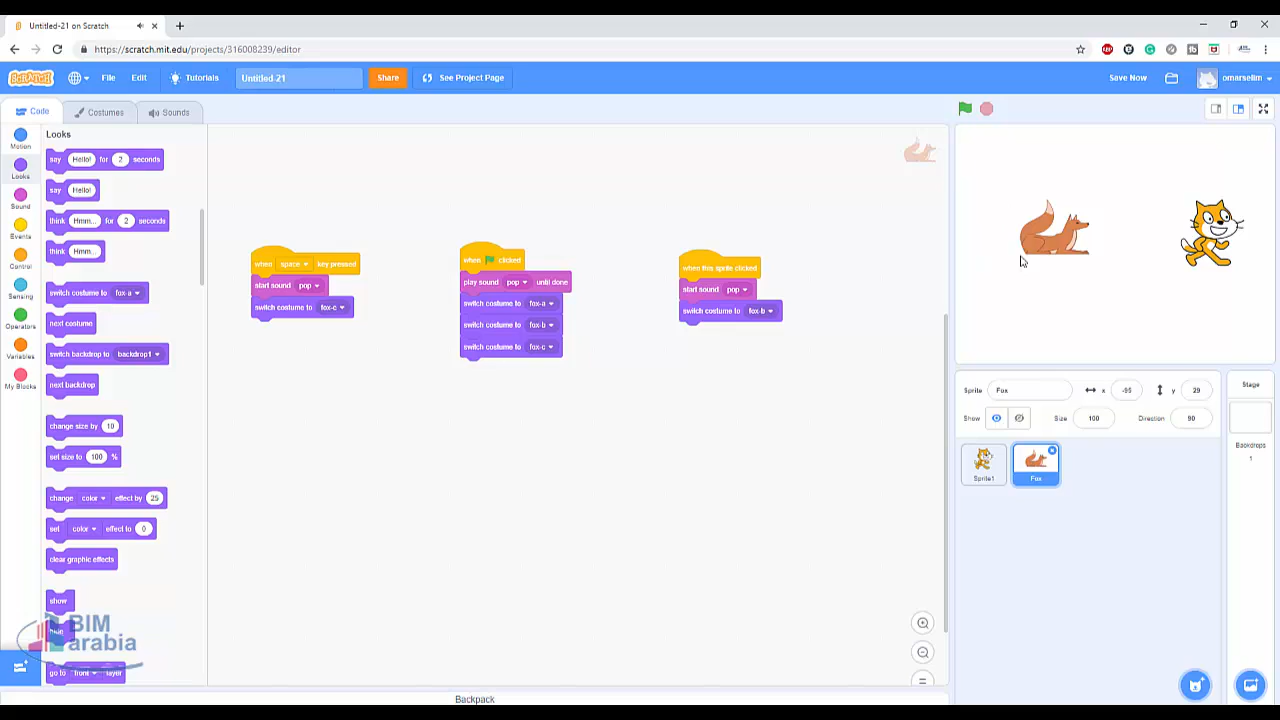 Untitled-21 on Scratch
https://scratch.mit.edu/projects/316008239/editor
SCRATCH
File
Edit
Tutorials
Untitled-21
Share
See Project Page
Save Now
omarselim
Code
Costumes
Sounds
Motion
Looks
Sound
Events
Control
Sensing
Operators
Variables
My Blocks
Looks
say Hello! for 2 seconds
say Hello!
think Hmm... for 2 seconds
think Hmm...
switch costume to fox-a
next costume
switch backdrop to backdrop1
next backdrop
change size by 10
set size to 100 %
change color effect by 25
set color effect to 0
clear graphic effects
show
hide
go to front layer
BIM
arabia
when space key pressed
start sound pop
switch costume to fox-c
when clicked
play sound pop until done
switch costume to fox-a
switch costume to fox-b
switch costume to fox-c
when this sprite clicked
start sound pop
switch costume to fox-b
Sprite Fox x -95 y 29
Show Size 100 Direction 90
Sprite1
Fox
Stage
Backdrops
1
Backpack